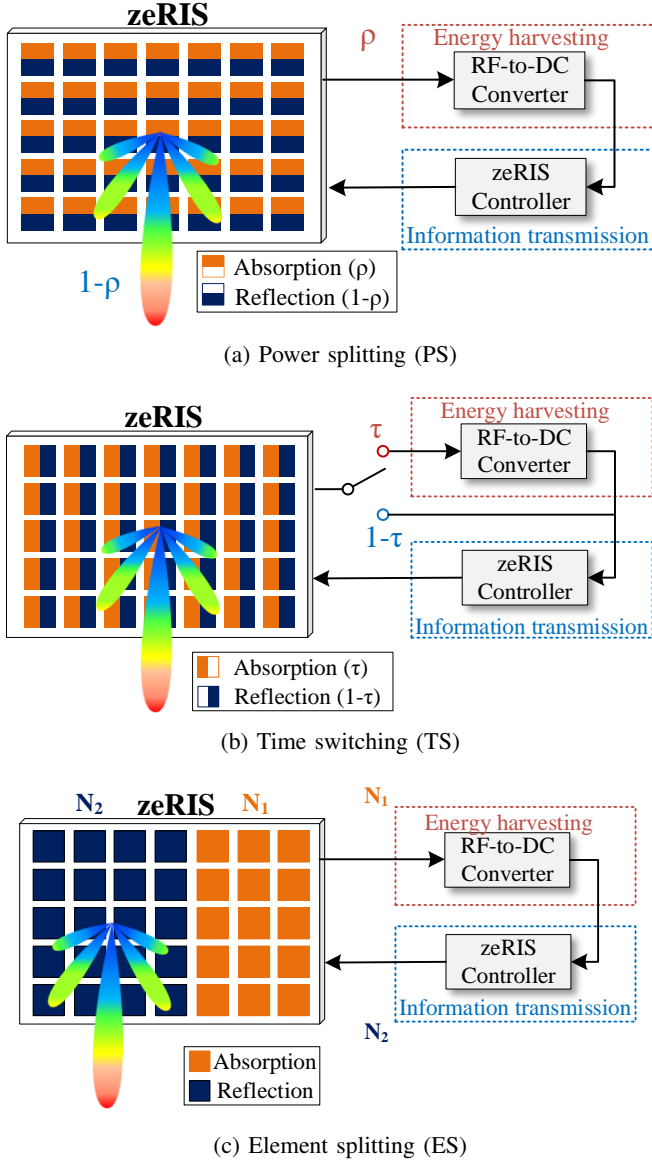 zeRIS
ρ
Energy harvesting
RF-to-DC
Converter
zeRIS
Controller
Information transmission
1-ρ
Absorption (ρ)
Reflection (1-ρ)
(a) Power splitting (PS)
zeRIS
τ
Energy harvesting
RF-to-DC
Converter
1-τ
zeRIS
Controller
Information transmission
Absorption (τ)
Reflection (1-τ)
(b) Time switching (TS)
N2 zeRIS N1
N1
Energy harvesting
RF-to-DC
Converter
zeRIS
Controller
Information transmission
N2
Absorption
Reflection
(c) Element splitting (ES)